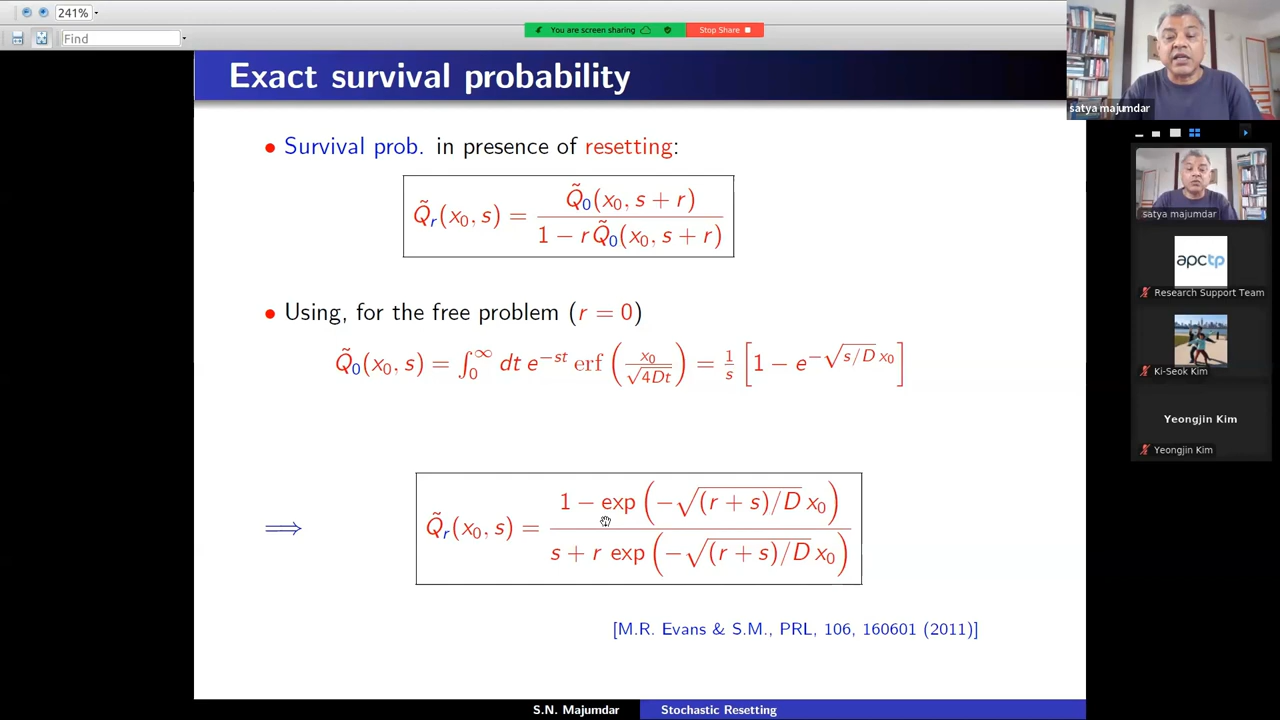 241%
Find
You are screen sharing
Stop Share
Exact survival probability
satya majumdar
• Survival prob. in presence of resetting:
Q̃_r(x_0, s) = Q̃_0(x_0, s + r) / (1 − r Q̃_0(x_0, s + r))
• Using, for the free problem (r = 0)
Q̃_0(x_0, s) = ∫_0^∞ dt e^{−st} erf(x_0/√4Dt) = 1/s [1 − e^{−√(s/D) x_0}]
⟹ Q̃_r(x_0, s) = (1 − exp(−√((r + s)/D) x_0)) / (s + r exp(−√((r + s)/D) x_0))
[M.R. Evans & S.M., PRL, 106, 160601 (2011)]
S.N. Majumdar
Stochastic Resetting
satya majumdar
apctp
Research Support Team
Ki-Seok Kim
Yeongjin Kim
Yeongjin Kim